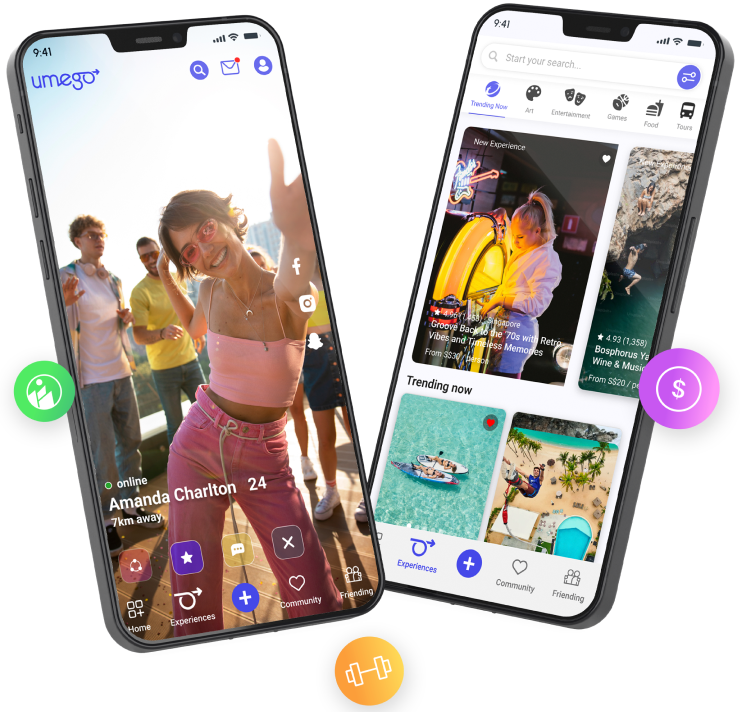 9:41
umego
online
Amanda Charlton 24
7km away
Home
Experiences
Community
Friending
9:41
Start your search...
Trending Now
Art
Entertainment
Games
Food
Tours
New Experience
4.96 (1,453) Singapore
Groove Back to the '70s with Retro
Vibes and Timeless Memories
From S$30 / person
4.93 (1,358)
Bosphorus Ya
Wine & Music
From S$20 / pe
Trending now
Experiences
Community
Friending
$